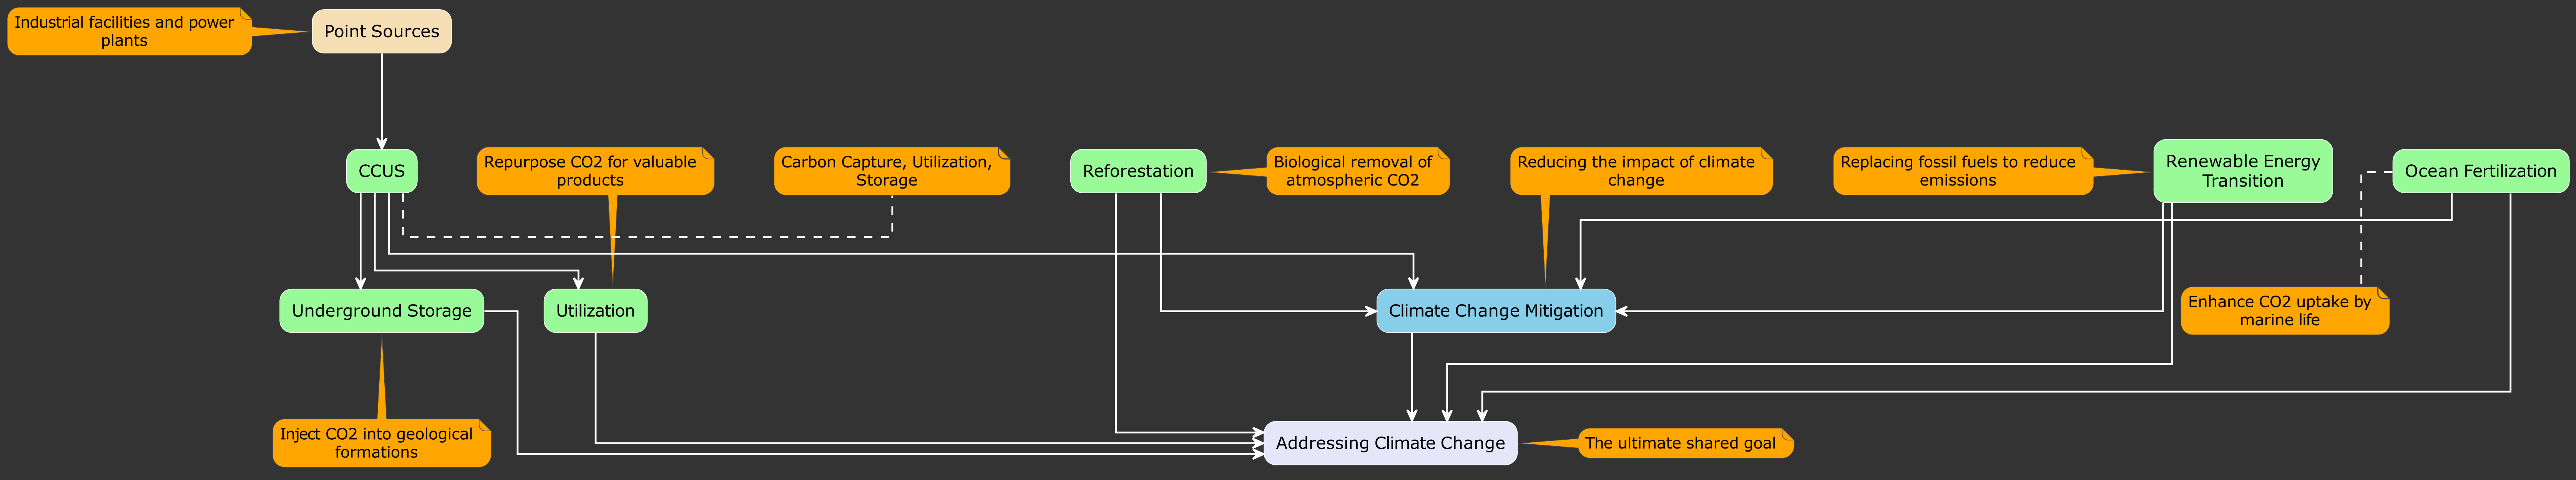 Industrial facilities and power
plants
Point Sources
CCUS
Repurpose CO2 for valuable
products
Carbon Capture, Utilization,
Storage
Reforestation
Biological removal of
atmospheric CO2
Reducing the impact of climate
change
Replacing fossil fuels to reduce
emissions
Renewable Energy
Transition
Ocean Fertilization
Underground Storage
Utilization
Climate Change Mitigation
Enhance CO2 uptake by
marine life
Inject CO2 into geological
formations
Addressing Climate Change
The ultimate shared goal